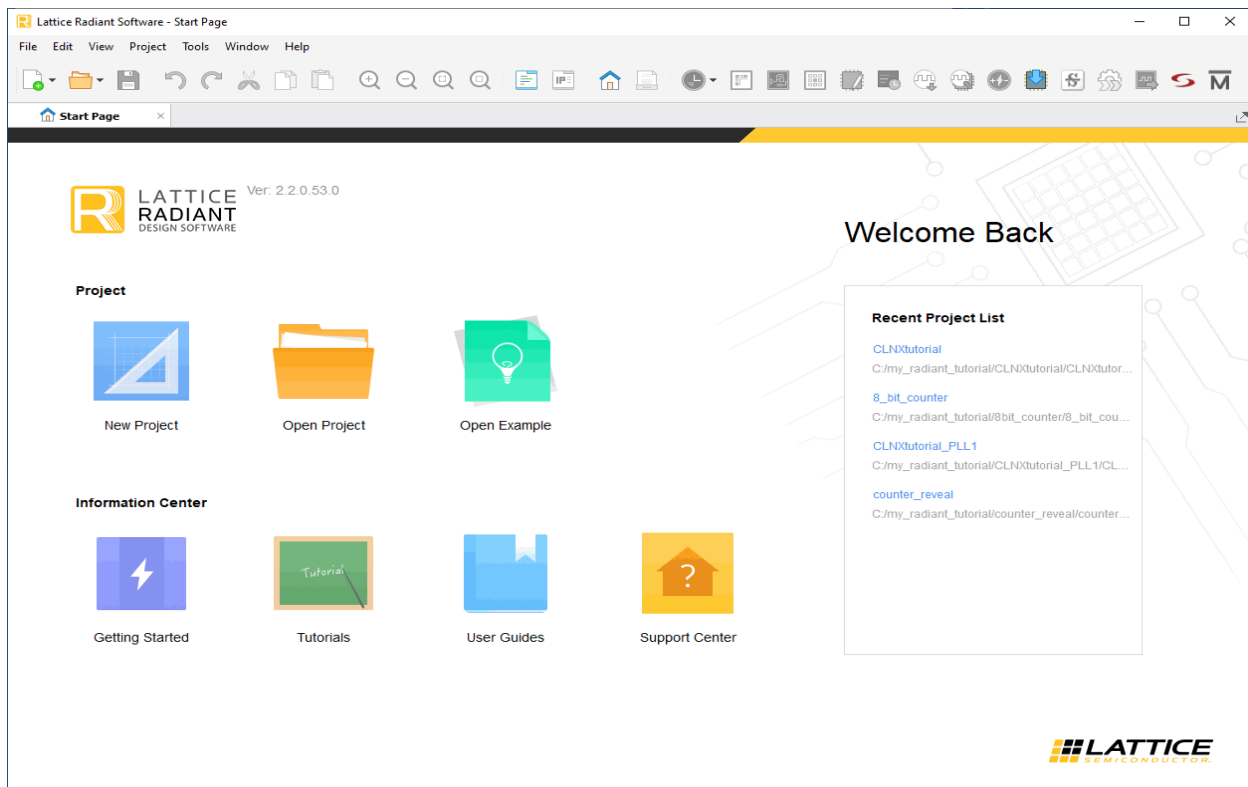 Lattice Radiant Software - Start Page
File Edit View Project Tools Window Help
IP
Start Page
LATTICE
RADIANT
DESIGN SOFTWARE
Ver: 2.2.0.53.0
Welcome Back
Project
New Project
Open Project
Open Example
Recent Project List
CLNXtutorial
C:/my_radiant_tutorial/CLNXtutorial/CLNXtutor...
8_bit_counter
C:/my_radiant_tutorial/8bit_counter/8_bit_cou...
CLNXtutorial_PLL1
C:/my_radiant_tutorial/CLNXtutorial_PLL1/CL...
counter_reveal
C:/my_radiant_tutorial/counter_reveal/counter...
Information Center
Tutorial
?
Getting Started
Tutorials
User Guides
Support Center
LATTICE
SEMICONDUCTOR.